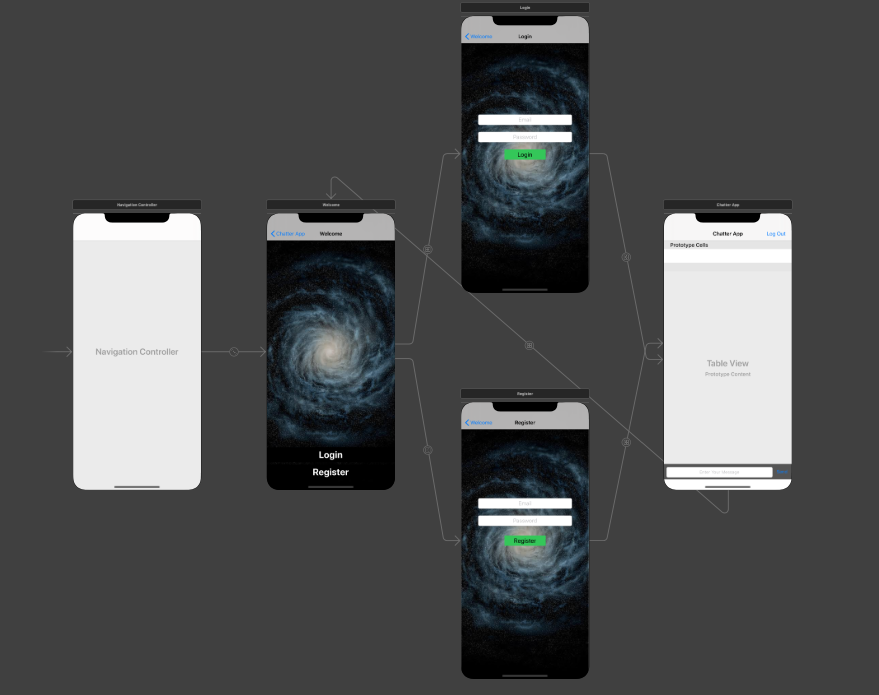 Login
Welcome
Login
Email
Password
Login
Navigation Controller
Navigation Controller
Welcome
Chatter App
Welcome
Login
Register
Register
Welcome
Register
Email
Password
Register
Chatter App
Chatter App
Log Out
Prototype Cells
Table View
Prototype Content
Enter Your Message